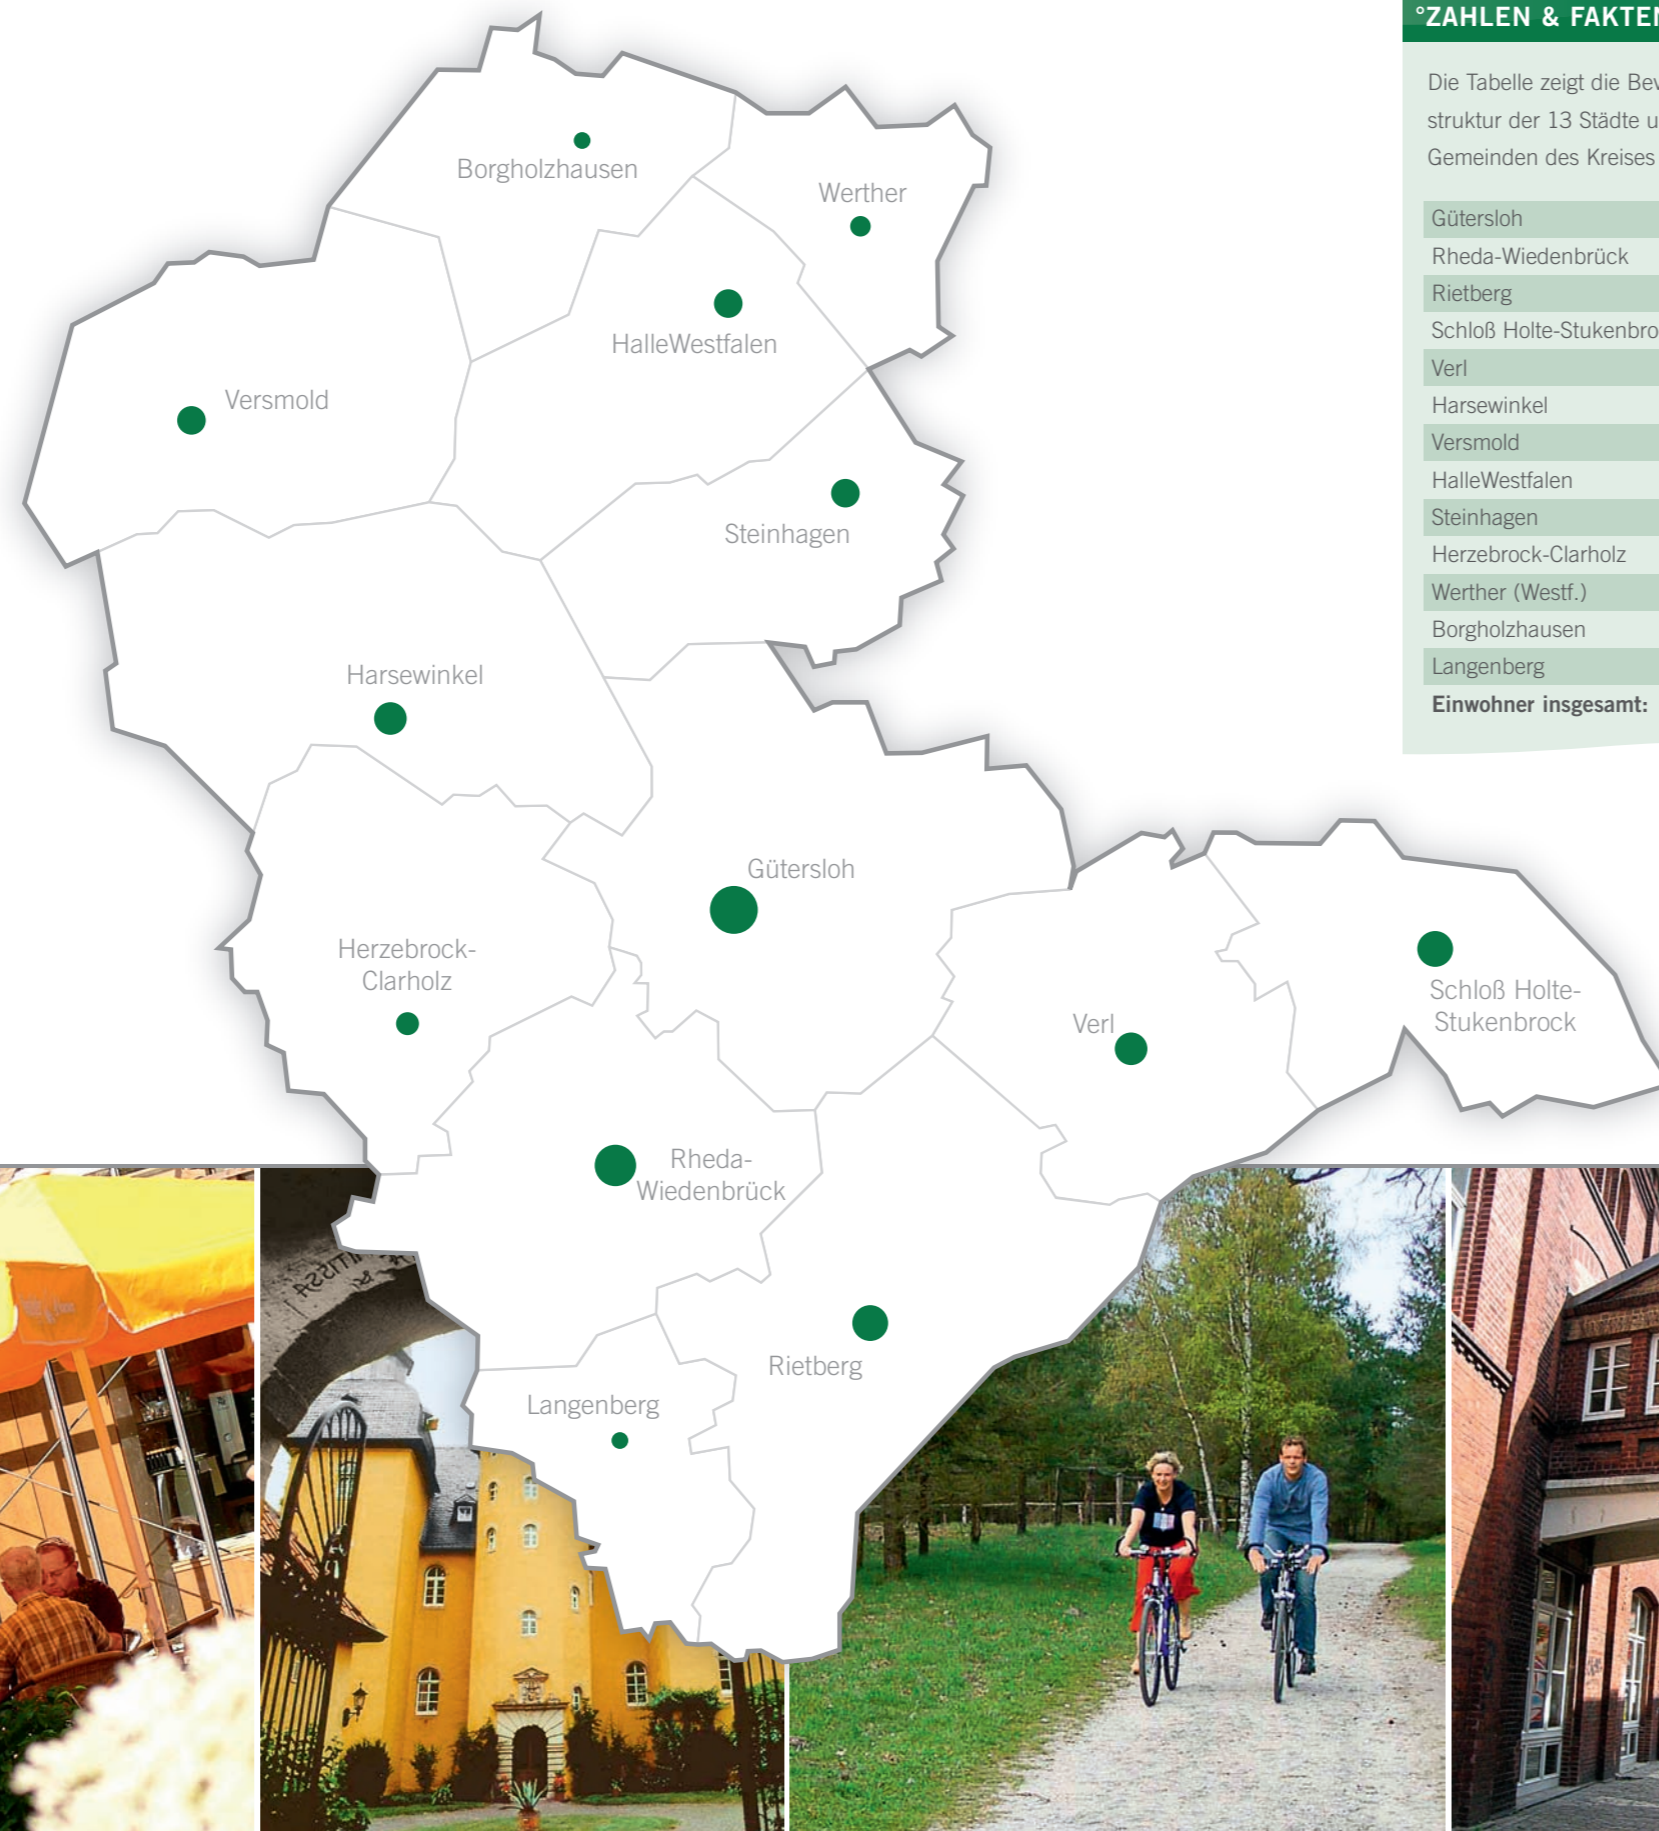 Borgholzhausen
Werther
HalleWestfalen
Versmold
Steinhagen
Harsewinkel
Gütersloh
Herzebrock-
Clarholz
Verl
Schloß Holte-
Stukenbrock
Rheda-
Wiedenbrück
Rietberg
Langenberg
°ZAHLEN & FAKTEN
Die Tabelle zeigt die Bev
struktur der 13 Städte u
Gemeinden des Kreises
Gütersloh
Rheda-Wiedenbrück
Rietberg
Schloß Holte-Stukenbro
Verl
Harsewinkel
Versmold
HalleWestfalen
Steinhagen
Herzebrock-Clarholz
Werther (Westf.)
Borgholzhausen
Langenberg
Einwohner insgesamt: